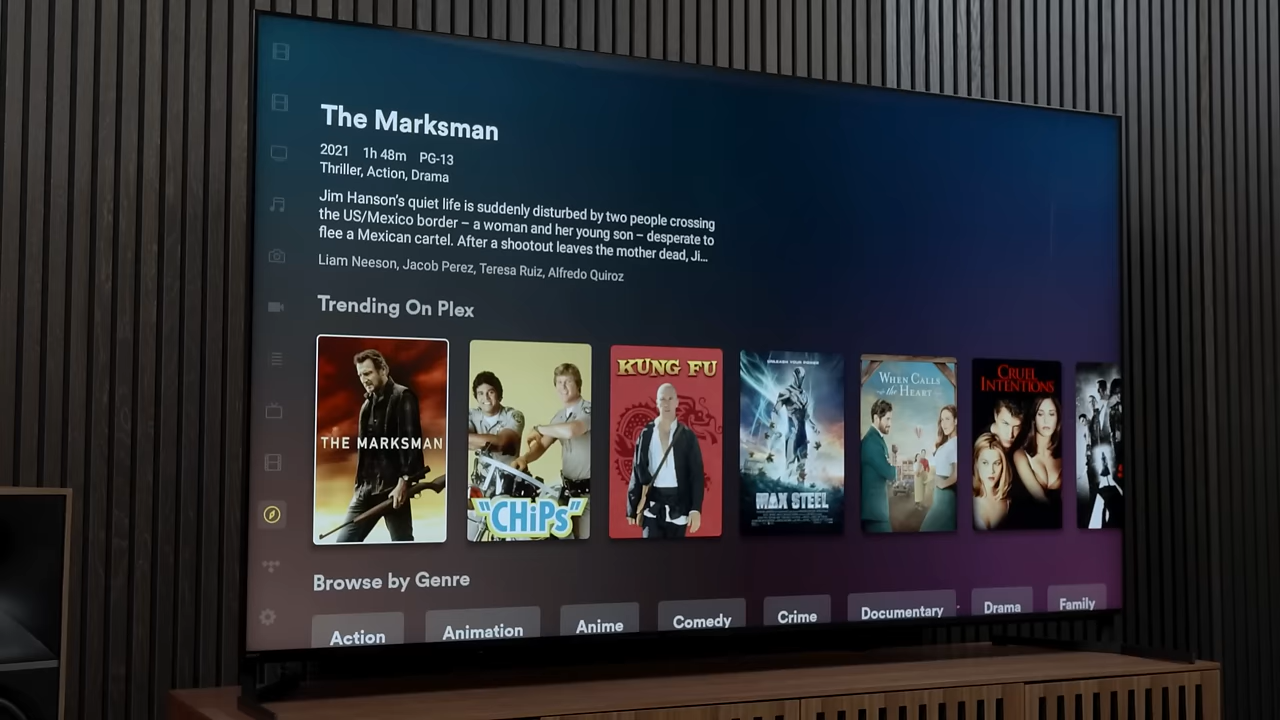 The Marksman
2021 1h 48m PG-13
Thriller, Action, Drama
Jim Hanson's quiet life is suddenly disturbed by two people crossing
the US/Mexico border – a woman and her young son – desperate to
flee a Mexican cartel. After a shootout leaves the mother dead, Ji...
Liam Neeson, Jacob Perez, Teresa Ruiz, Alfredo Quiroz
Trending On Plex
THE MARKSMAN
"CHiPs"
KUNG FU
UNLEASH YOUR POWER
MAX STEEL
WHEN CALLS
the HEART
CRUEL
INTENTIONS
Browse by Genre
Action Animation Anime Comedy Crime Documentary Drama Family